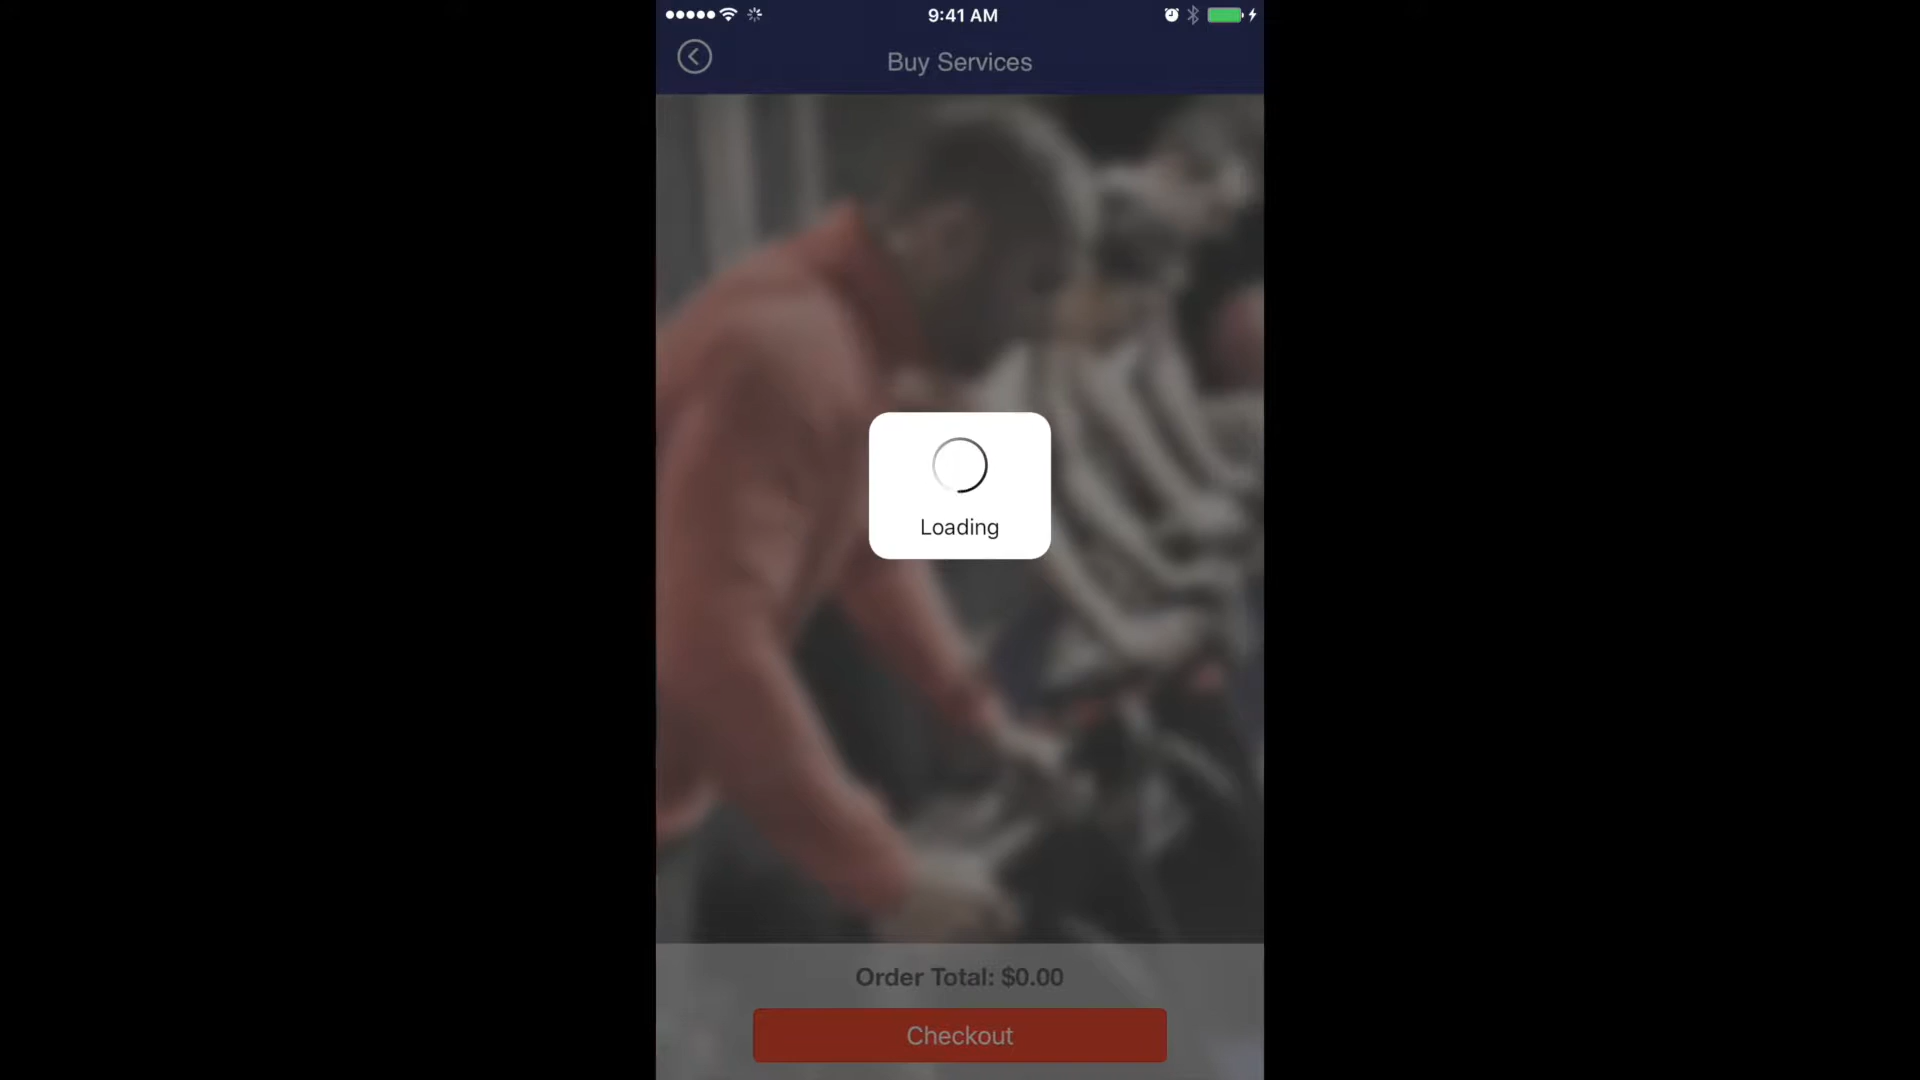 9:41 AM
Buy Services
Loading
Order Total: $0.00
Checkout